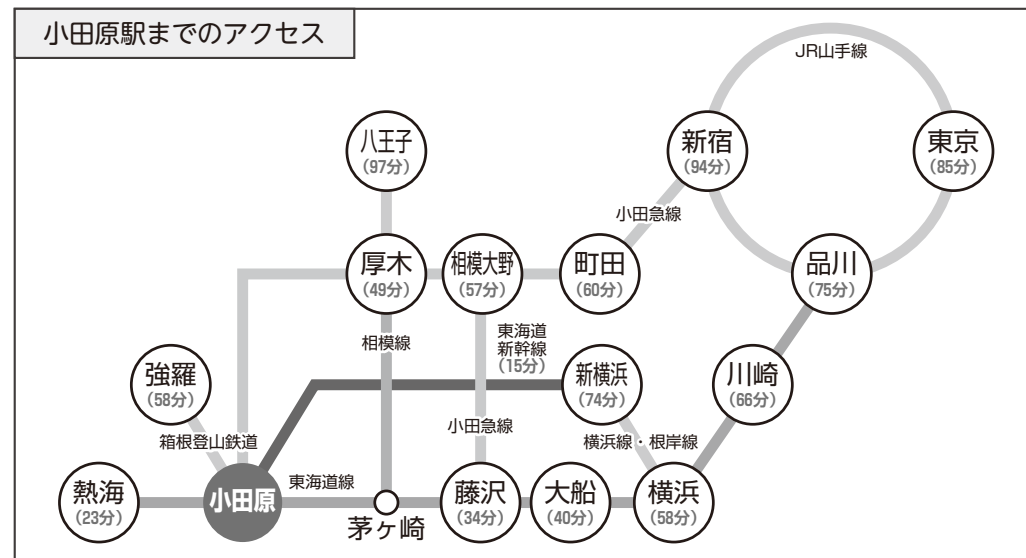 小田原駅までのアクセス
JR山手線
八王子
（97分）
新宿
（94分）
東京
（85分）
小田急線
厚木
（49分）
相模大野
（57分）
町田
（60分）
品川
（75分）
相模線
東海道
新幹線
（15分）
強羅
（58分）
新横浜
（74分）
川崎
（66分）
箱根登山鉄道
小田急線
横浜線・根岸線
熱海
（23分）
小田原
東海道線
茅ヶ崎
藤沢
（34分）
大船
（40分）
横浜
（58分）